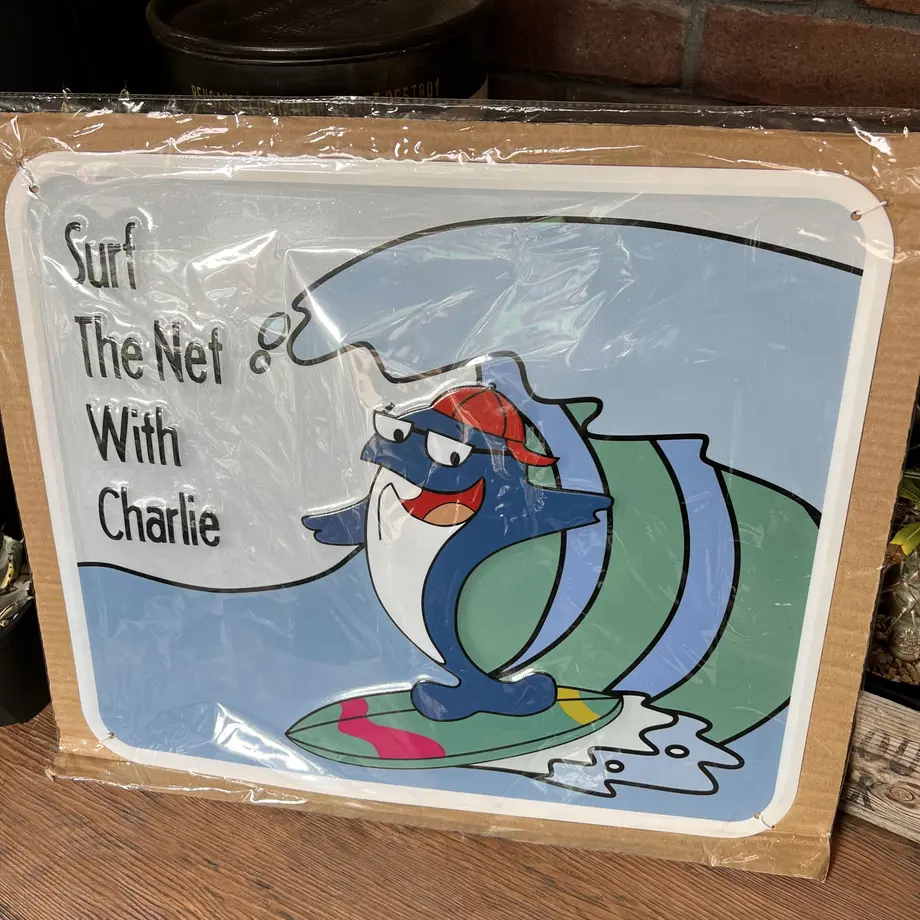 Surf
The Net
With
Charlie